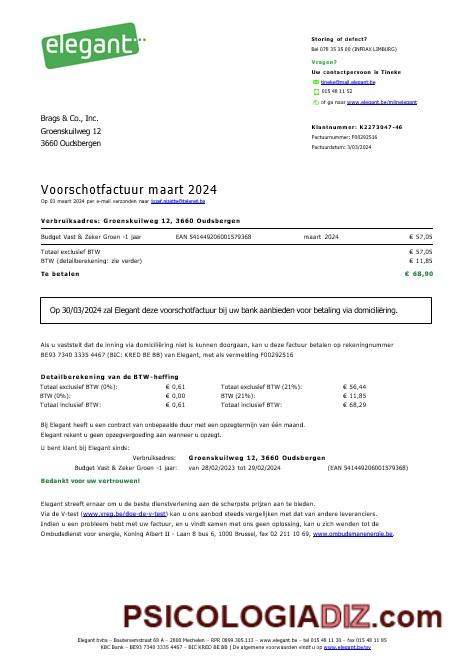 elegant
Storing of defect?
Bel 078 35 35 00 (INFRAX LIMBURG)
Vragen?
Uw contactpersoon is Tineke
tineke@mail.elegant.be
015 48 11 52
of ga naar www.elegant.be/mijnelegant
Brags & Co., Inc.
Groenskuilweg 12
3660 Oudsbergen
Klantnummer: K2273047-46
Factuurnummer: F00292516
Factuurdatum: 3/03/2024
Voorschotfactuur maart 2024
Op 03 maart 2024 per e-mail verzonden naar
Verbruiksadres: Groenskuilweg 12, 3660 Oudsbergen
Budget Vast & Zeker Groen -1 jaar EAN 541449206001579368 maart 2024 € 57,05
Totaal exclusief BTW € 57,05
BTW (detailberekening: zie verder) € 11,85
Te betalen € 68,90
Op 30/03/2024 zal Elegant deze voorschotfactuur bij uw bank aanbieden voor betaling via domiciliëring.
Als u vaststelt dat de inning via domiciliëring niet is kunnen doorgaan, kan u deze factuur betalen op rekeningnummer
BE93 7340 3335 4467 (BIC: KRED BE BB) van Elegant, met als vermelding F00292516
Detailberekening van de BTW-heffing
Totaal exclusief BTW (0%): € 0,61 Totaal exclusief BTW (21%): € 56,44
BTW (0%): € 0,00 BTW (21%): € 11,85
Totaal inclusief BTW: € 0,61 Totaal inclusief BTW: € 68,29
Bij Elegant heeft u een contract van onbepaalde duur met een opzegtermijn van één maand.
Elegant rekent u geen opzegvergoeding aan wanneer u opzegt.
U bent klant bij Elegant sinds:
Verbruiksadres: Groenskuilweg 12, 3660 Oudsbergen
Budget Vast & Zeker Groen -1 jaar: van 28/02/2023 tot 29/02/2024 (EAN 541449206001579368)
Bedankt voor uw vertrouwen!
Elegant streeft ernaar om u de beste dienstverlening aan de scherpste prijzen aan te bieden.
Via de V-test (www.vreg.be/doe-de-v-test) kan u ons aanbod steeds vergelijken met dat van andere leveranciers.
Indien u een probleem hebt met uw factuur, en u vindt samen met ons geen oplossing, kan u zich wenden tot de
Ombudsdienst voor energie, Koning Albert II - Laan 8 bus 6, 1000 Brussel, fax 02 211 10 69, www.ombudsmanenergie.be.
PSICOLOGIADIZ.com
Elegant bvba – Bautersemstraat 68 A – 2800 Mechelen – RPR 0899.305.113 – www.elegant.be – tel 015 48 11 30 – fax 015 48 11 95
KBC Bank – BE93 7340 3335 4467 – BIC KRED BE BB | De algemene voorwaarden vindt u op www.elegant.be/av